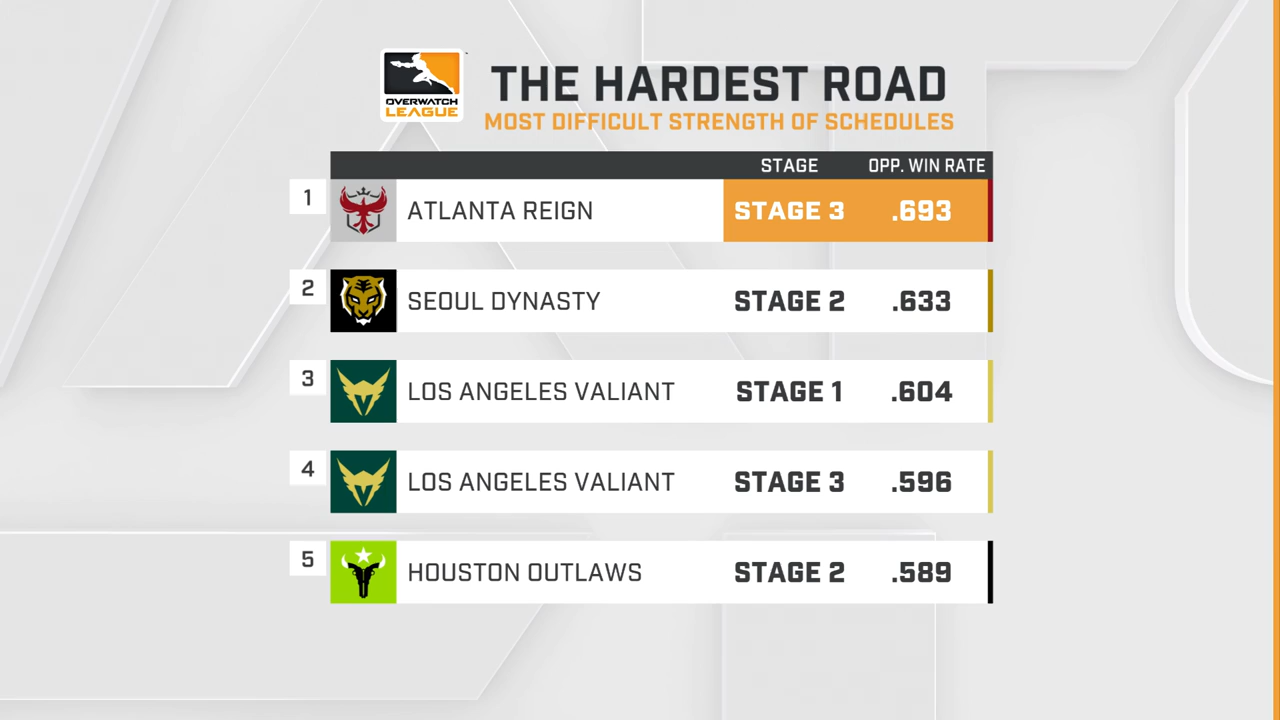 OVERWATCH
LEAGUE
THE HARDEST ROAD
MOST DIFFICULT STRENGTH OF SCHEDULES
STAGE OPP. WIN RATE
1 ATLANTA REIGN STAGE 3 .693
2 SEOUL DYNASTY STAGE 2 .633
3 LOS ANGELES VALIANT STAGE 1 .604
4 LOS ANGELES VALIANT STAGE 3 .596
5 HOUSTON OUTLAWS STAGE 2 .589